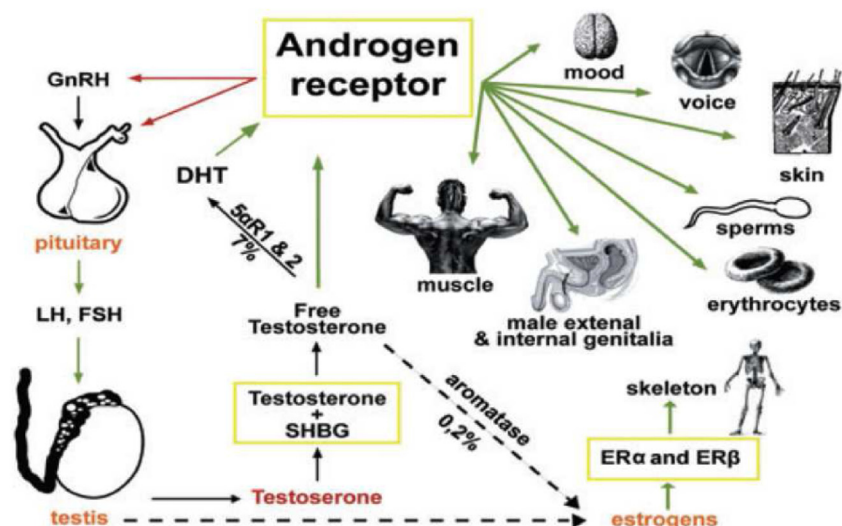 Androgen
receptor
GnRH
mood
voice
skin
DHT
5αR1 & 2
7%
pituitary
muscle
sperms
erythrocytes
male extenal
& internal genitalia
LH, FSH
Free
Testosterone
aromatase
0,2%
skeleton
Testosterone
+
SHBG
ERα and ERβ
testis
Testoserone
estrogens